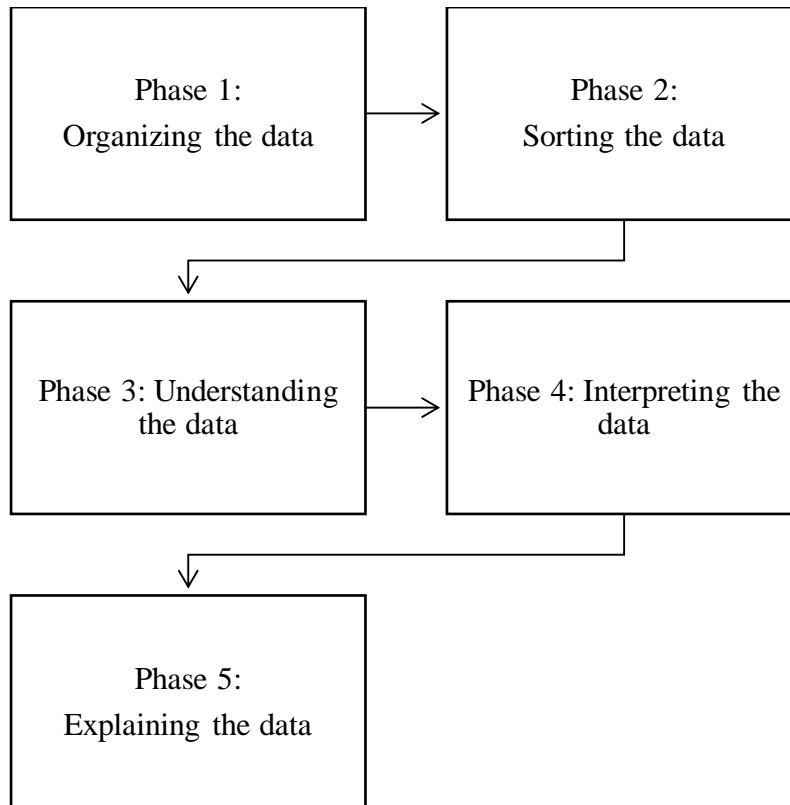 Phase 1:
Organizing the data
Phase 2:
Sorting the data
Phase 3: Understanding
the data
Phase 4: Interpreting the
data
Phase 5:
Explaining the data